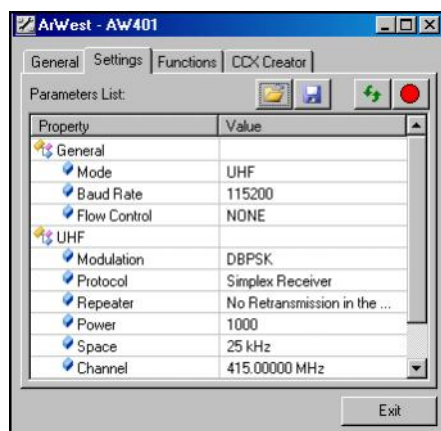 ArWest - AW401
General Settings Functions CCX Creator
Parameters List:
Property Value
General
Mode UHF
Baud Rate 115200
Flow Control NONE
UHF
Modulation DBPSK
Protocol Simplex Receiver
Repeater No Retransmission in the ...
Power 1000
Space 25 kHz
Channel 415.00000 MHz
Exit